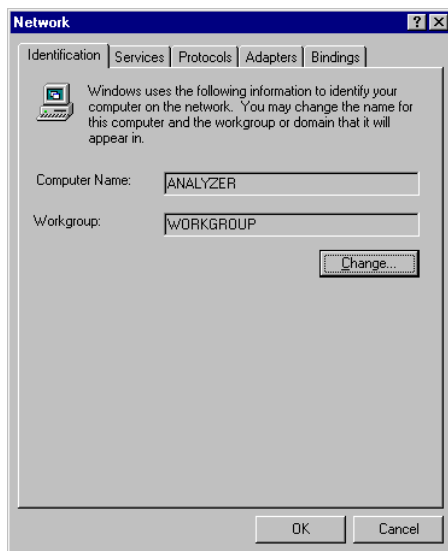 Network
Identification Services Protocols Adapters Bindings
Windows uses the following information to identify your
computer on the network. You may change the name for
this computer and the workgroup or domain that it will
appear in.
Computer Name: ANALYZER
Workgroup: WORKGROUP
Change...
OK Cancel